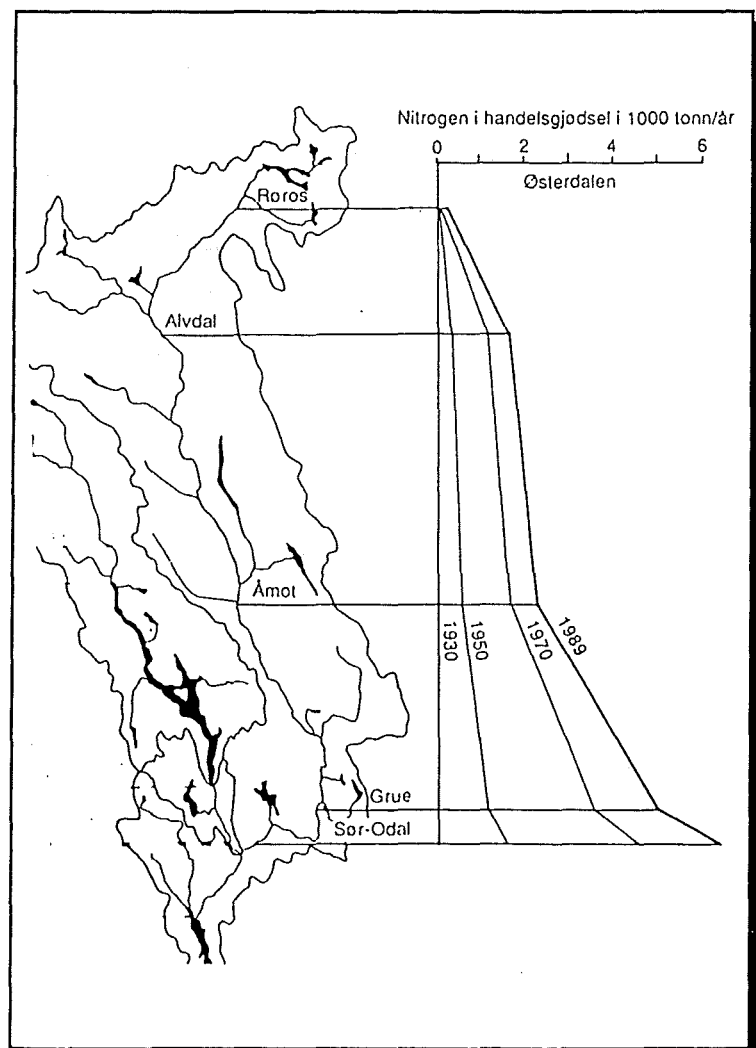 Nitrogen i handelsgjødsel i 1000 tonn/år
0 2 4 6
Østerdalen
Røros
Alvdal
Åmot
1930
1950
1970
1989
Grue
Sør-Odal